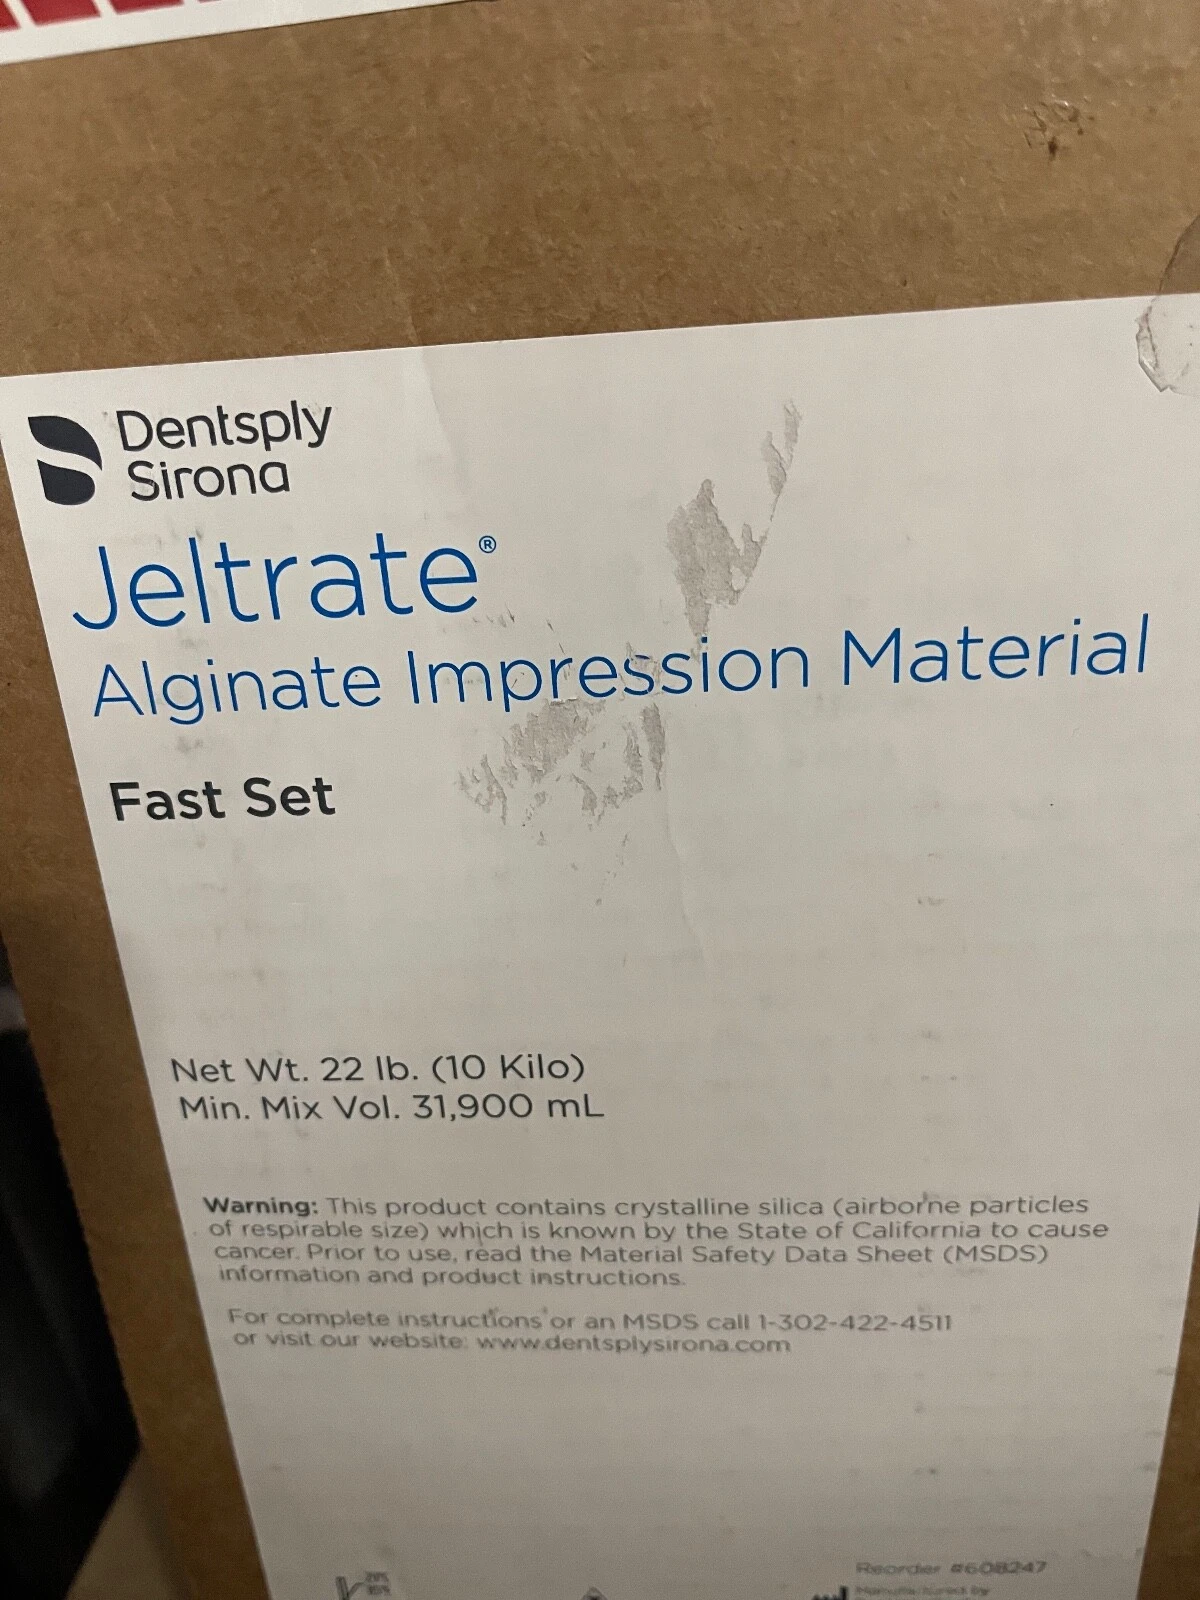 Dentsply
Sirona
Jeltrate®
Alginate Impression Material
Fast Set
Net Wt. 22 lb. (10 Kilo)
Min. Mix Vol. 31,900 mL
Warning: This product contains crystalline silica (airborne particles
of respirable size) which is known by the State of California to cause
cancer. Prior to use, read the Material Safety Data Sheet (MSDS)
information and product instructions.
For complete instructions or an MSDS call 1-302-422-4511
or visit our website: www.dentsplysirona.com
Reorder #608247
Manufactured by